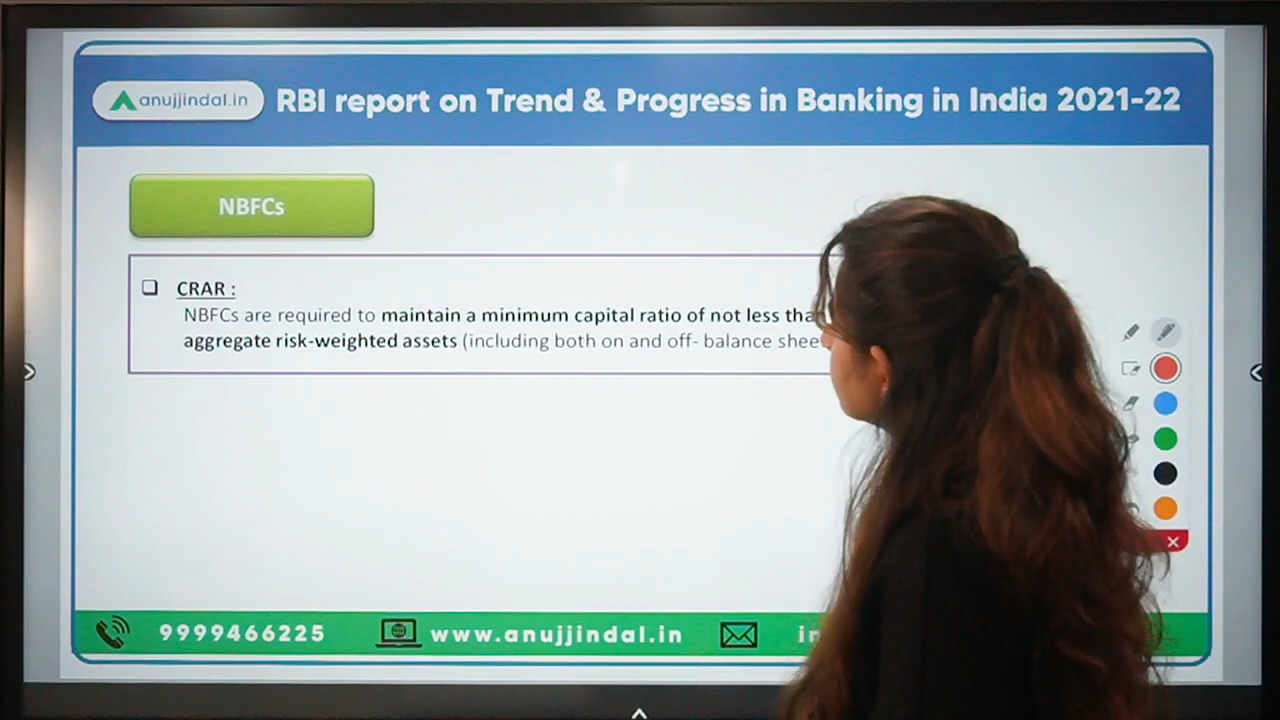 anujjindal.in
RBI report on Trend & Progress in Banking in India 2021-22
NBFCs
CRAR :
NBFCs are required to maintain a minimum capital ratio of not less than
aggregate risk-weighted assets (including both on and off- balance shee
9999466225
www.anujjindal.in
in